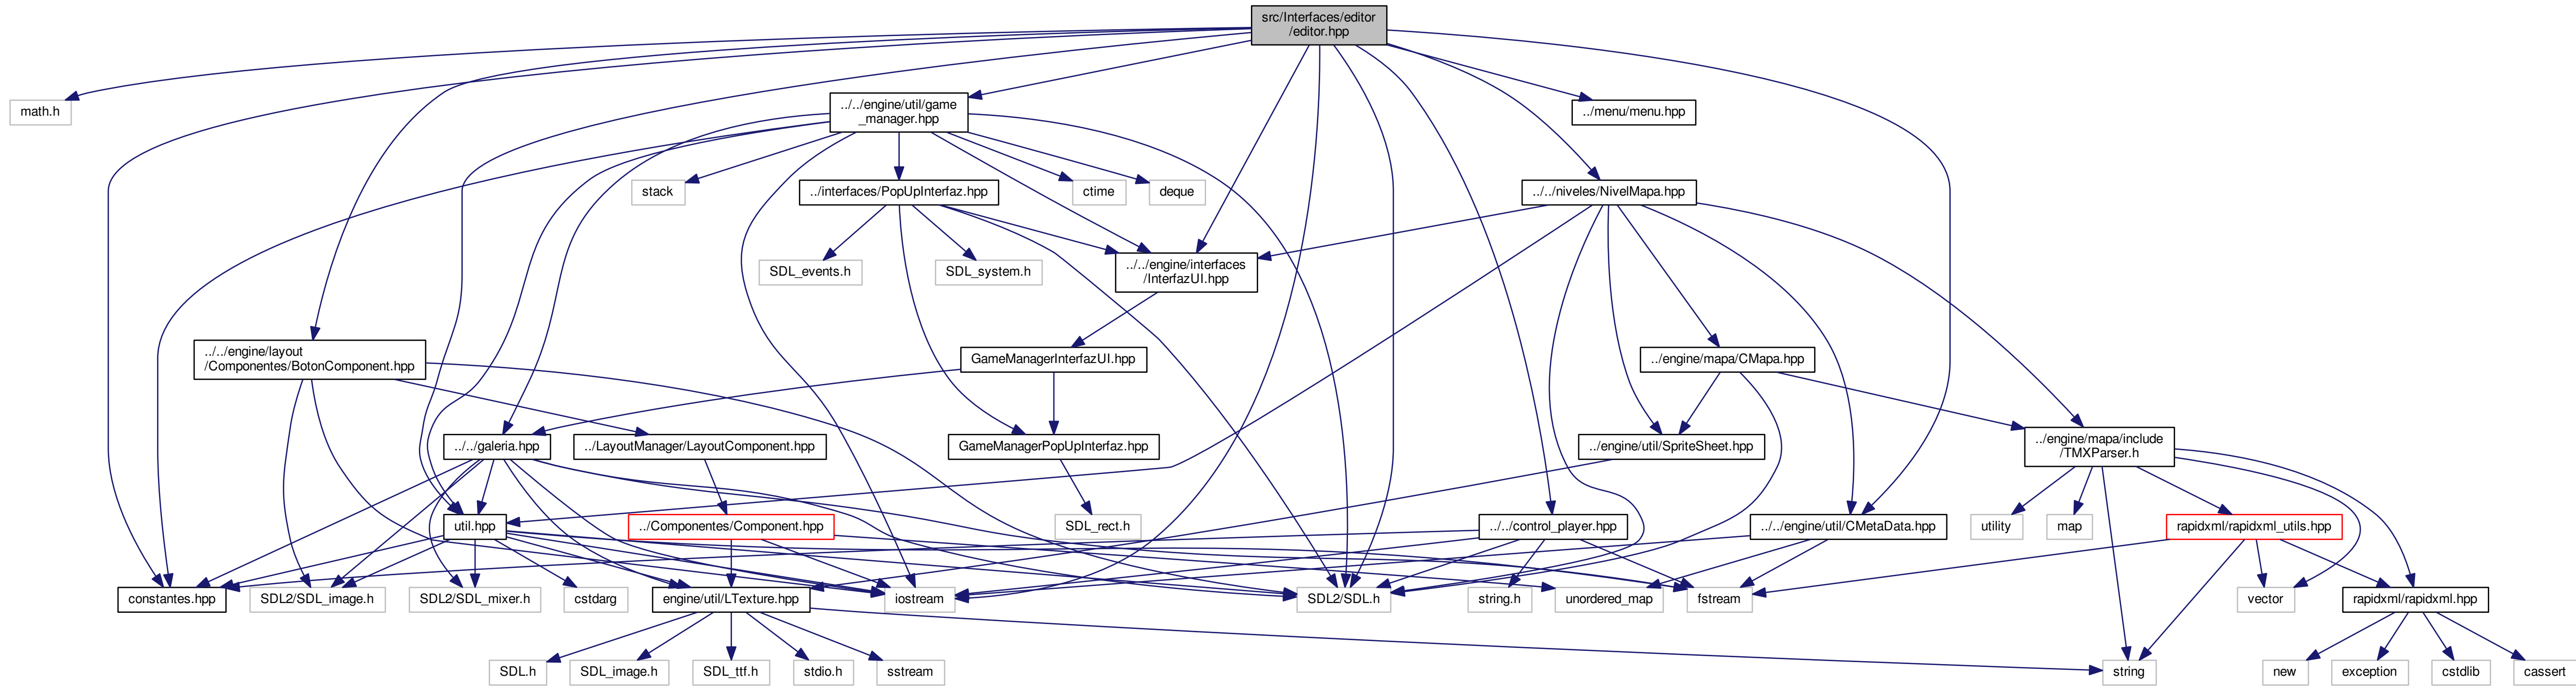 src/Interfaces/editor
/editor.hpp
math.h
../../engine/util/game
_manager.hpp
../menu/menu.hpp
stack
../interfaces/PopUpInterfaz.hpp
ctime
deque
../../niveles/NivelMapa.hpp
SDL_events.h
SDL_system.h
../../engine/interfaces
/InterfazUI.hpp
../../engine/layout
/Componentes/BotonComponent.hpp
GameManagerInterfazUI.hpp
../engine/mapa/CMapa.hpp
../../galeria.hpp
../LayoutManager/LayoutComponent.hpp
GameManagerPopUpInterfaz.hpp
../engine/util/SpriteSheet.hpp
../engine/mapa/include
/TMXParser.h
util.hpp
../Componentes/Component.hpp
SDL_rect.h
../../control_player.hpp
../../engine/util/CMetaData.hpp
utility
map
rapidxml/rapidxml_utils.hpp
constantes.hpp
SDL2/SDL_image.h
SDL2/SDL_mixer.h
cstdarg
engine/util/LTexture.hpp
iostream
SDL2/SDL.h
string.h
unordered_map
fstream
vector
rapidxml/rapidxml.hpp
SDL.h
SDL_image.h
SDL_ttf.h
stdio.h
sstream
string
new
exception
cstdlib
cassert